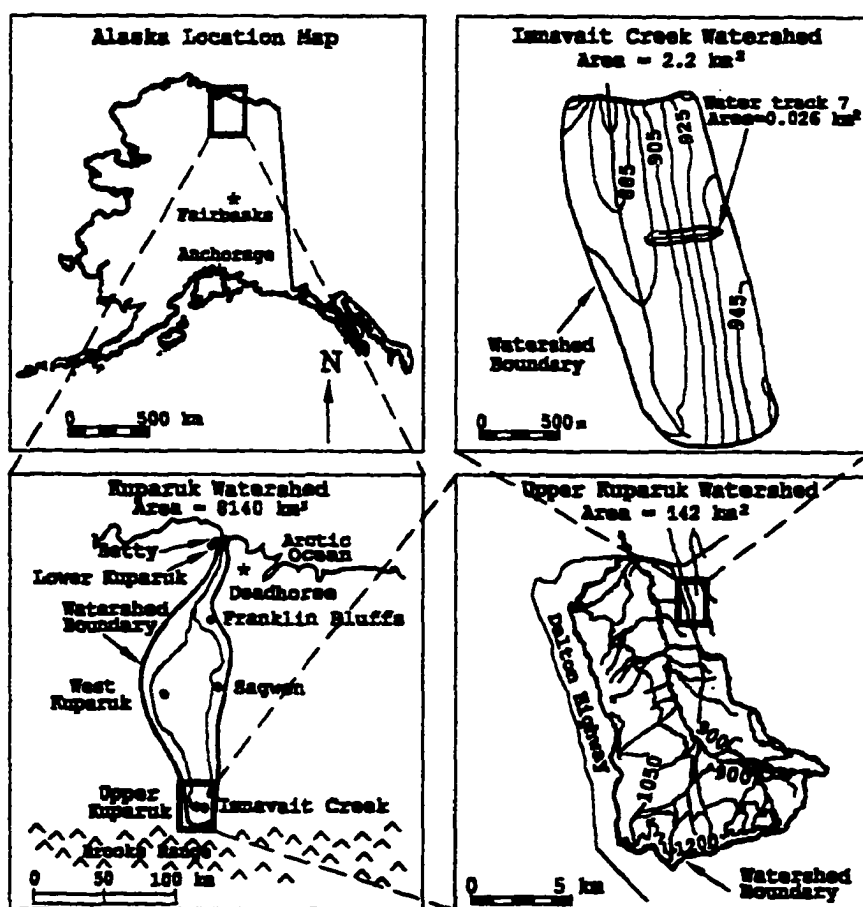 Alaska Location Map
Fairbanks
Anchorage
N
0 500 km
Imnavait Creek Watershed
Area = 2.2 km²
Water track 7
Area=0.026 km²
885
905
925
945
Watershed
Boundary
0 500m
Kuparuk Watershed
Area = 8140 km²
Betty
Arctic
Ocean
Lower Kuparuk
Deadhorse
Watershed
Boundary
Franklin Bluffs
West
Kuparuk
Sagwon
Upper
Kuparuk
Imnavait Creek
Brooks Range
0 50 100 km
Upper Kuparuk Watershed
Area = 142 km²
Dalton Highway
900
900
1050
1200
Watershed
Boundary
0 5 km